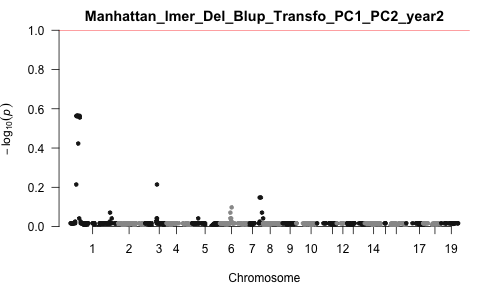 Manhattan_lmer_Del_Blup_Transfo_PC1_PC2_year2
1.0
0.8
0.6
0.4
0.2
0.0
− log10(p)
1 2 3 4 5 6 7 8 9 10 12 14 17 19
Chromosome